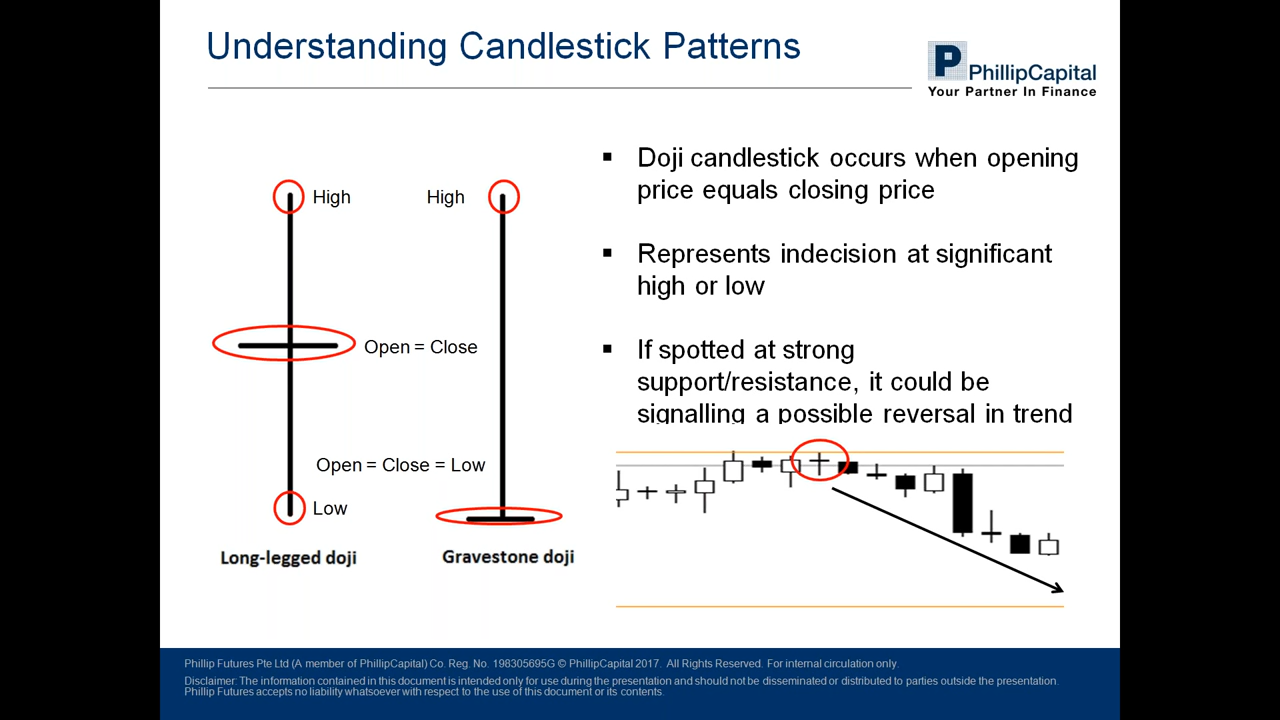 Understanding Candlestick Patterns
P
PhillipCapital
Your Partner In Finance
High
High
Open = Close
Open = Close = Low
Low
Long-legged doji
Gravestone doji
▪ Doji candlestick occurs when opening
price equals closing price
▪ Represents indecision at significant
high or low
▪ If spotted at strong
support/resistance, it could be
signalling a possible reversal in trend
Phillip Futures Pte Ltd (A member of PhillipCapital) Co. Reg. No. 198305695G © PhillipCapital 2017. All Rights Reserved. For internal circulation only.
Disclaimer: The information contained in this document is intended only for use during the presentation and should not be disseminated or distributed to parties outside the presentation.
Phillip Futures accepts no liability whatsoever with respect to the use of this document or its contents.